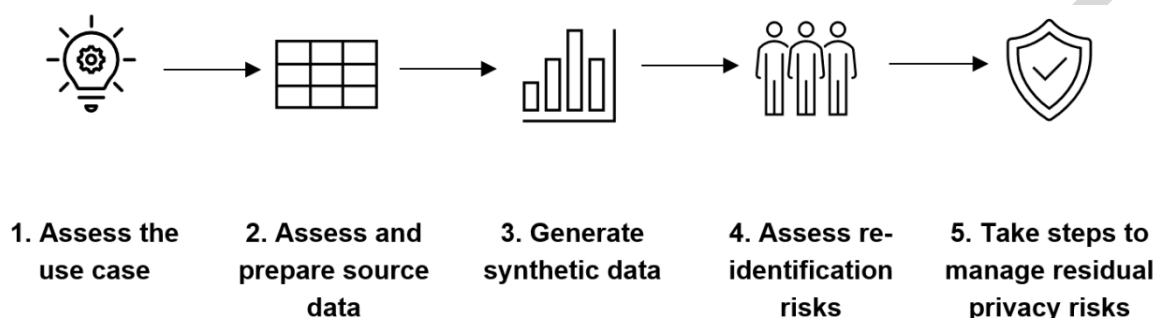 1. Assess the
use case
2. Assess and
prepare source
data
3. Generate
synthetic data
4. Assess re-
identification
risks
5. Take steps to
manage residual
privacy risks